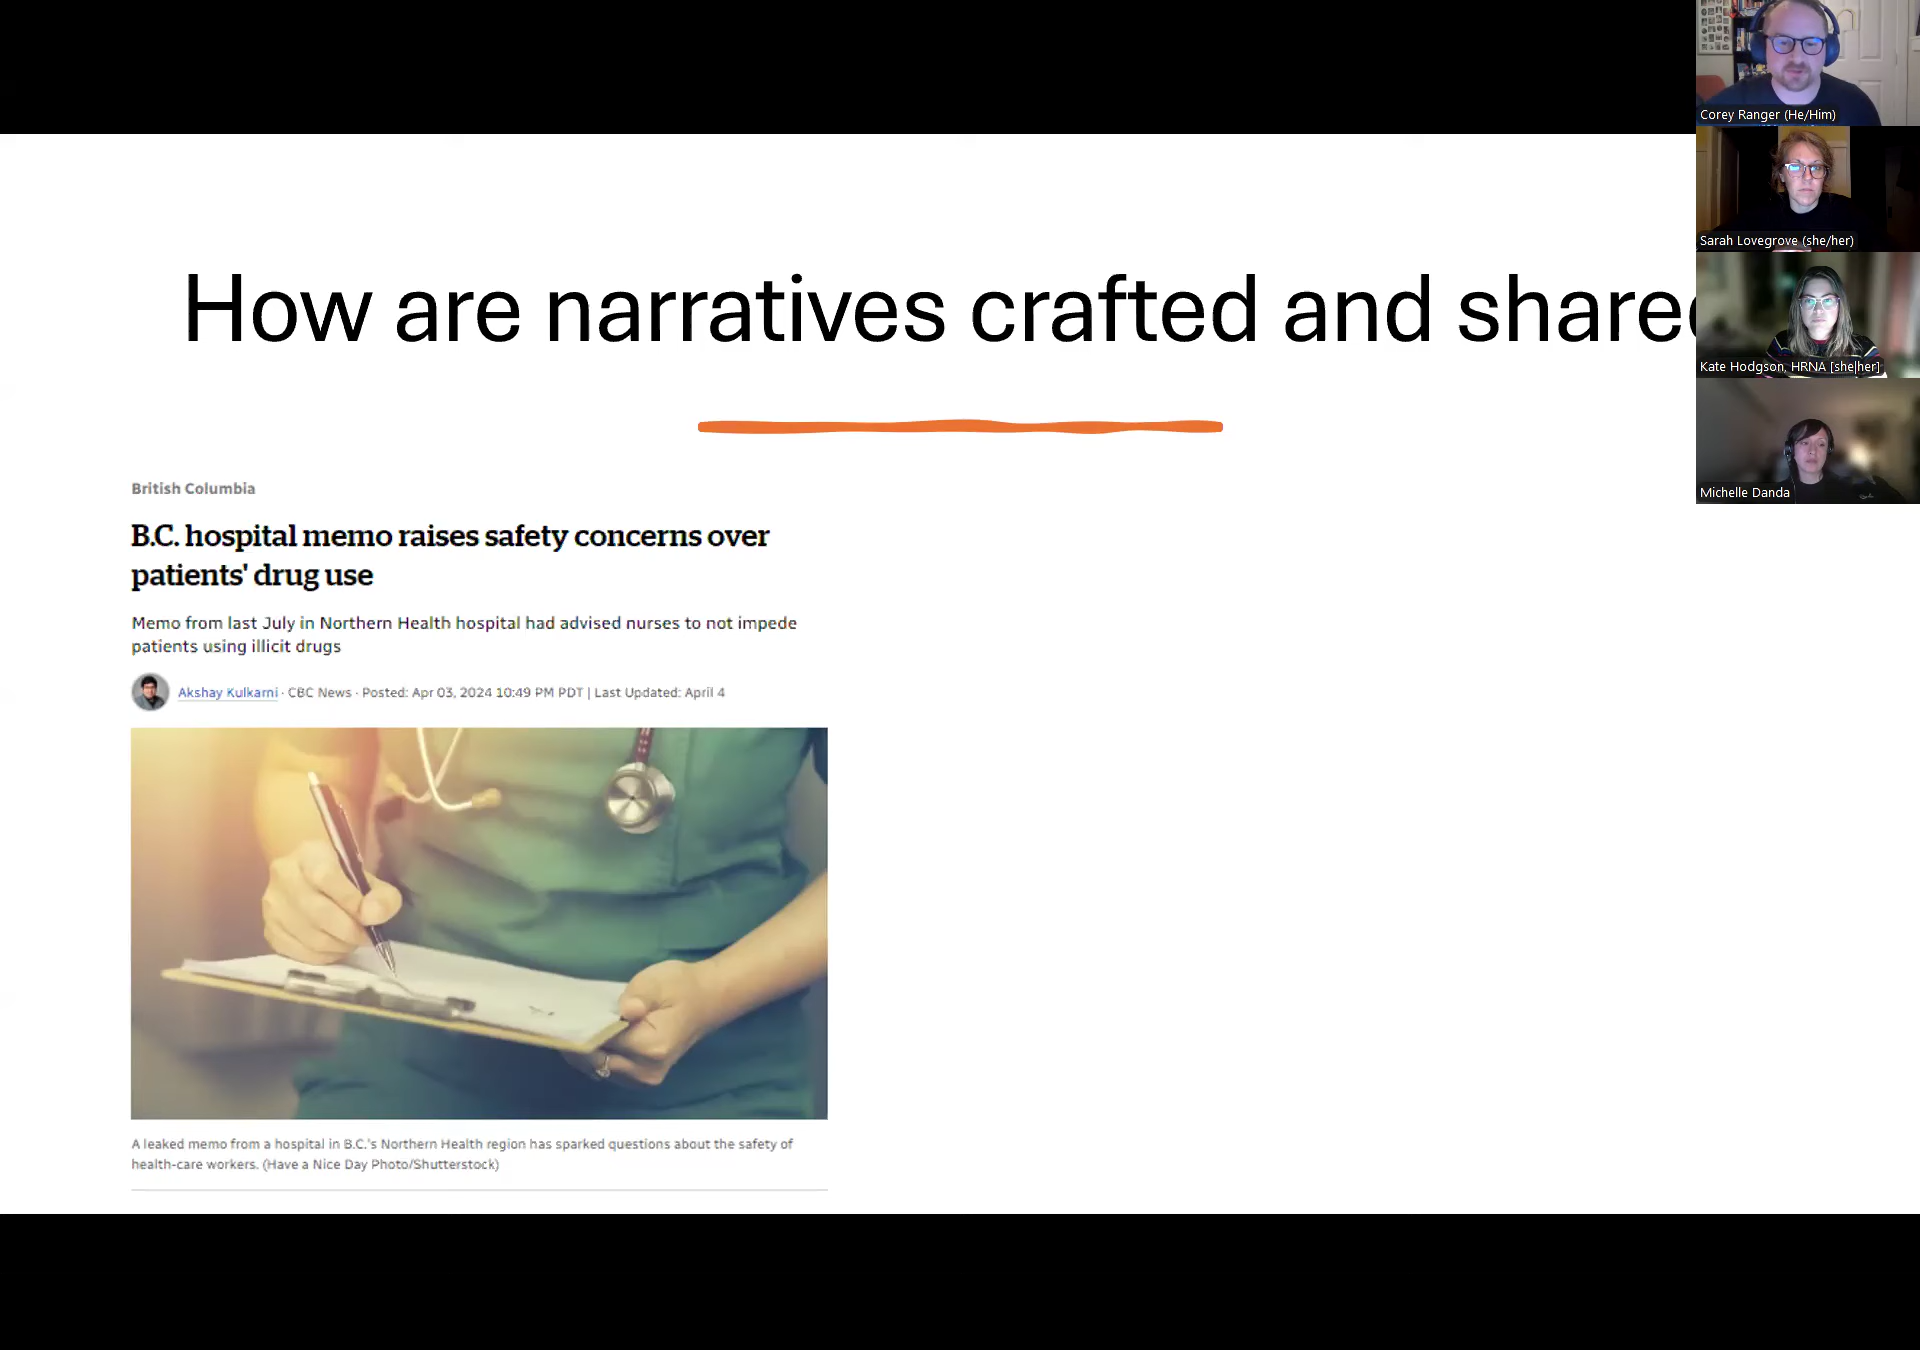 How are narratives crafted and share
British Columbia
B.C. hospital memo raises safety concerns over
patients' drug use
Memo from last July in Northern Health hospital had advised nurses to not impede
patients using illicit drugs
Akshay Kulkarni · CBC News · Posted: Apr 03, 2024 10:49 PM PDT | Last Updated: April 4
A leaked memo from a hospital in B.C.'s Northern Health region has sparked questions about the safety of
health-care workers. (Have a Nice Day Photo/Shutterstock)
Corey Ranger (He/Him)
Sarah Lovegrove (she/her)
Kate Hodgson, HRNA [she|her]
Michelle Danda